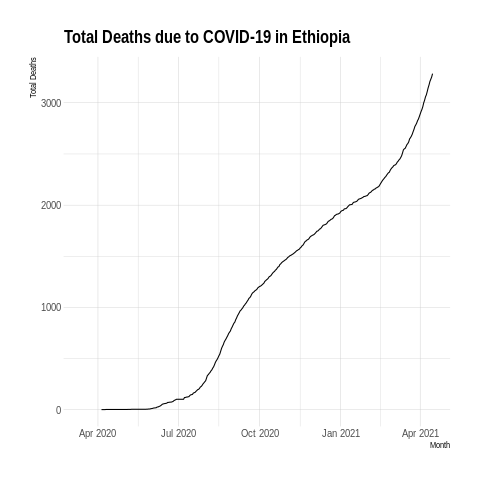 Total Deaths due to COVID-19 in Ethiopia
Total Deaths
3000
2000
1000
0
Apr 2020 Jul 2020 Oct 2020 Jan 2021 Apr 2021
Month